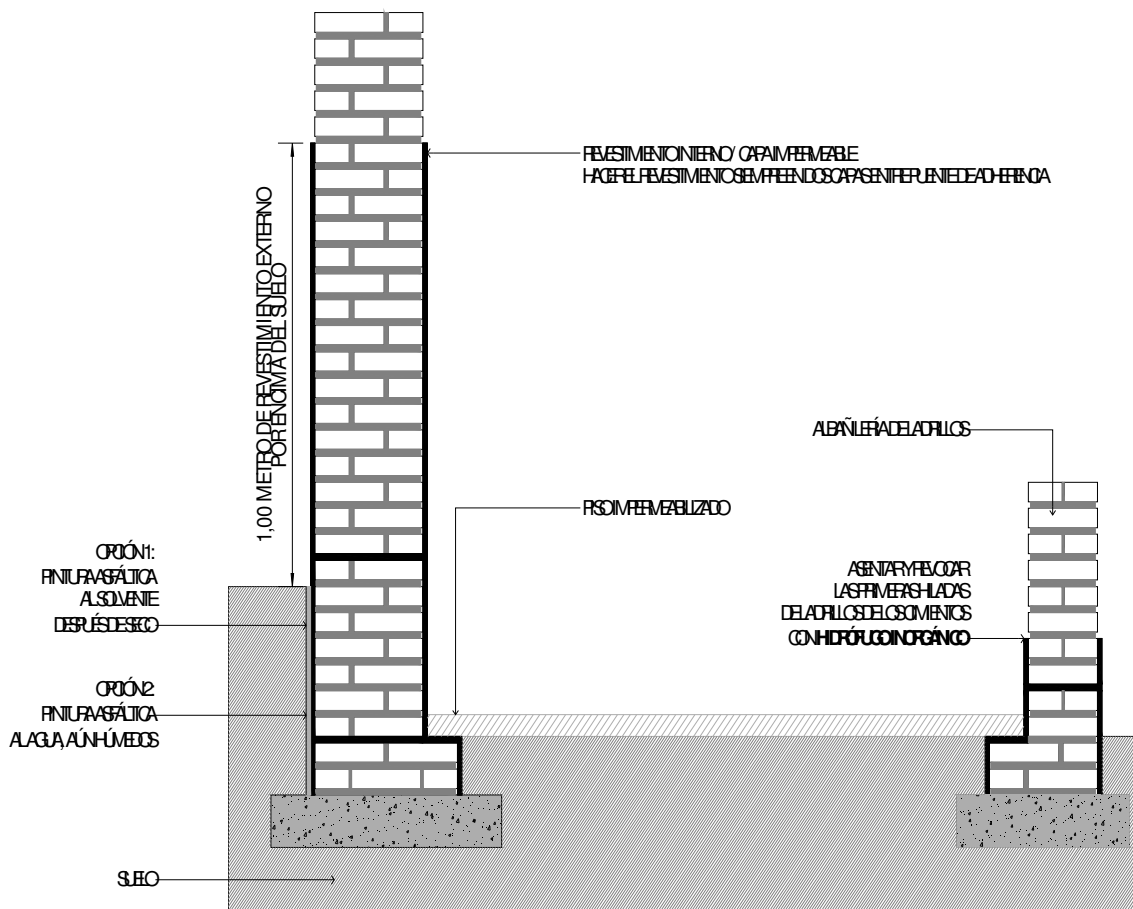 REVESTIMIENTO INTERNO / CAPA IMPERMEABLE
HACER EL REVESTIMIENTO SIEMPRE EN DOS CAPAS ENTRE PUENTE DE ADHERENCIA
1,00 METRO DE REVESTIMIENTO EXTERNO
POR ENCIMA DEL SUELO
ALBAÑILERÍA DE LADRILLOS
PISO IMPERMEABILIZADO
OPCIÓN 1:
PINTURA ASFÁLTICA
AL SOLVENTE
DESPUÉS DE SECO
ASENTAR Y REVOCAR
LAS PRIMERAS HILADAS
DE LADRILLOS DE LOS CIMIENTOS
CON HIDRÓFUGO INORGÁNICO
OPCIÓN 2:
PINTURA ASFÁLTICA
AL AGUA, AÚN HÚMEDOS
SUELO